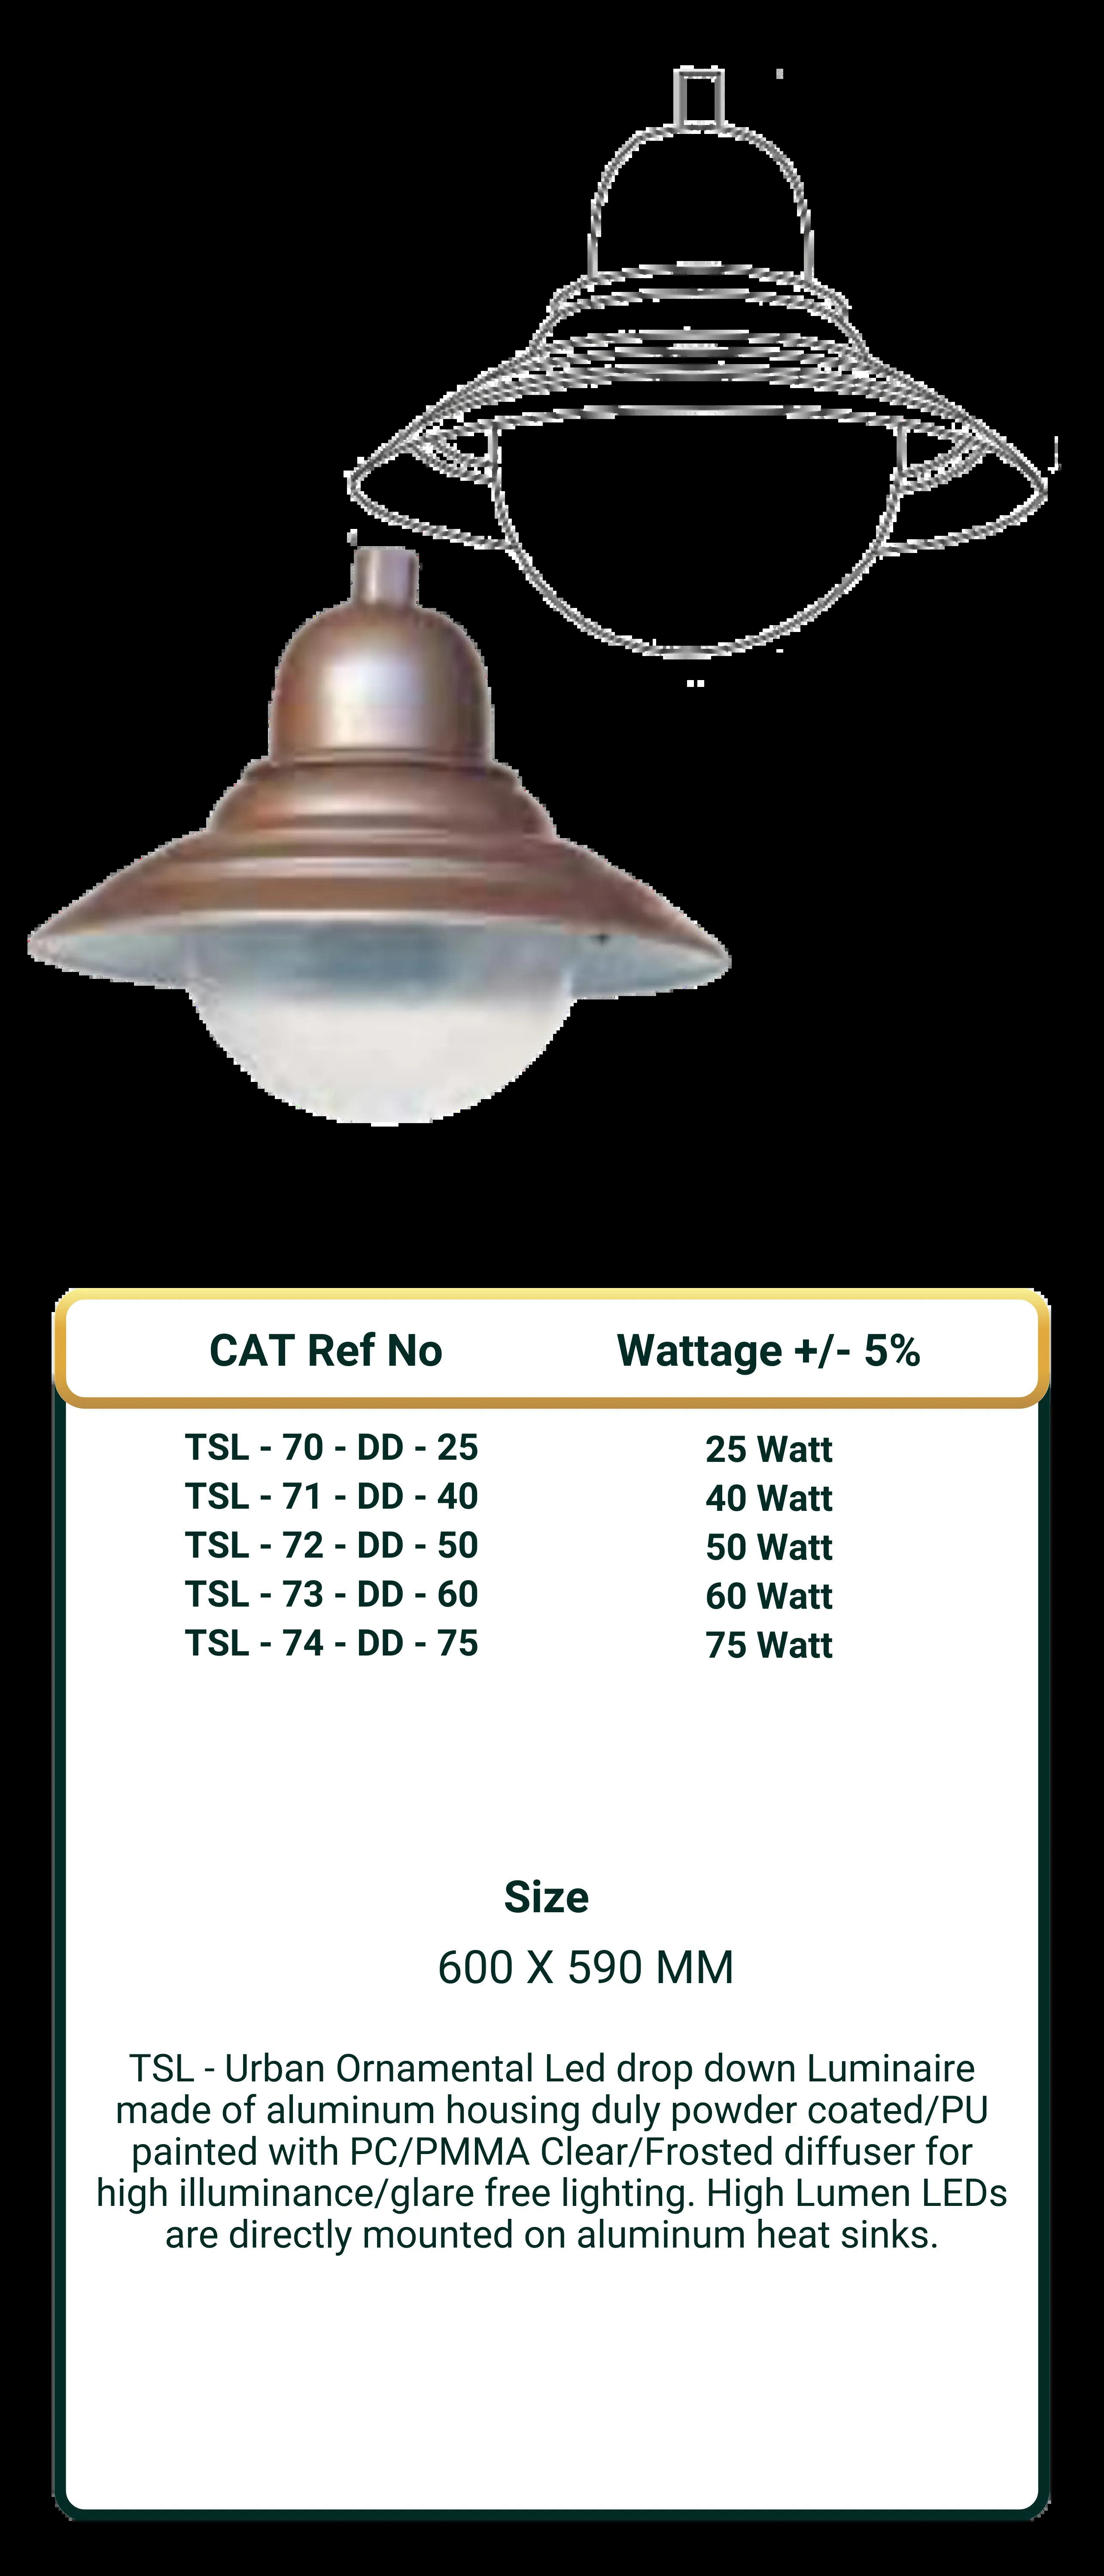 CAT Ref No Wattage +/- 5%
TSL - 70 - DD - 25 25 Watt
TSL - 71 - DD - 40 40 Watt
TSL - 72 - DD - 50 50 Watt
TSL - 73 - DD - 60 60 Watt
TSL - 74 - DD - 75 75 Watt
Size
600 X 590 MM
TSL - Urban Ornamental Led drop down Luminaire
made of aluminum housing duly powder coated/PU
painted with PC/PMMA Clear/Frosted diffuser for
high illuminance/glare free lighting. High Lumen LEDs
are directly mounted on aluminum heat sinks.